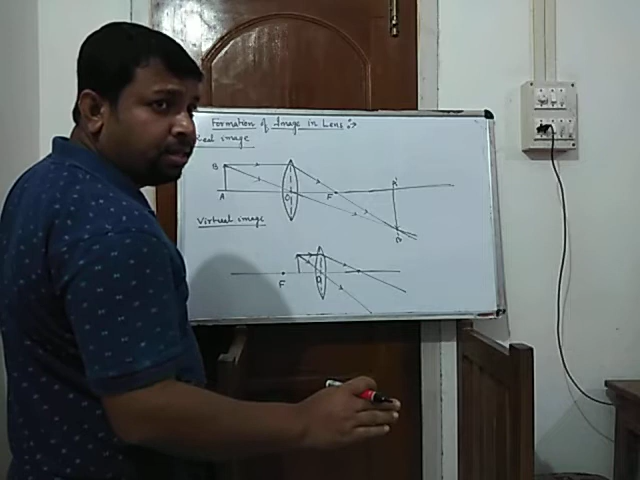 Formation of Image in Lens :→
Real image
B
A
O
F
A'
B'
Virtual image
F
O